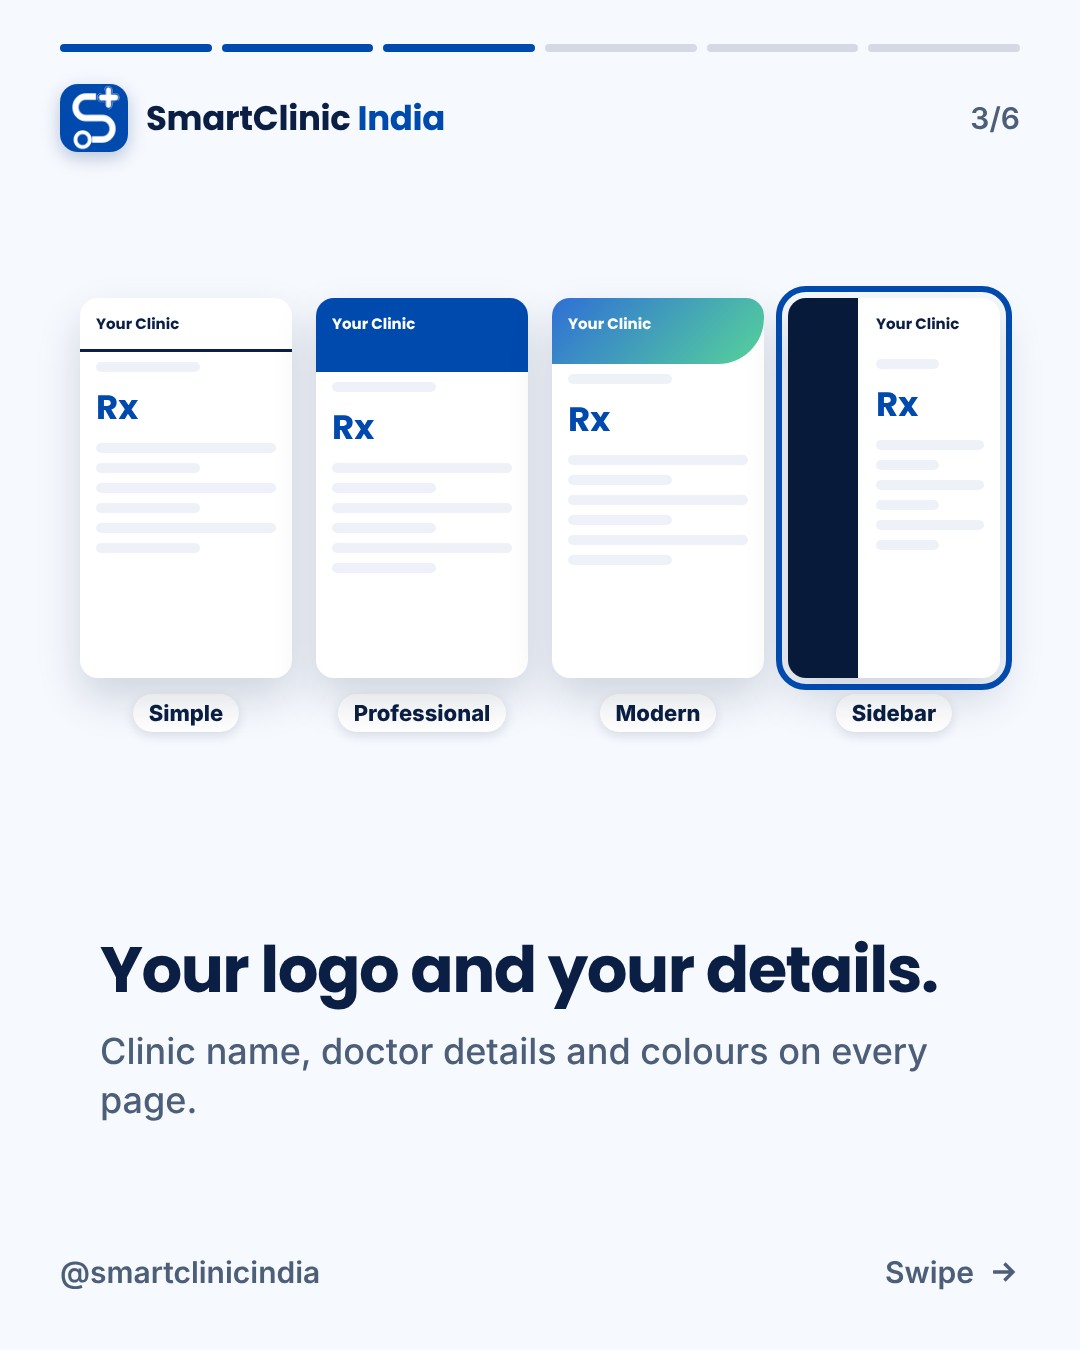 SmartClinic India
3/6
Your Clinic
Rx
Simple
Your Clinic
Rx
Professional
Your Clinic
Rx
Modern
Your Clinic
Rx
Sidebar
Your logo and your details.
Clinic name, doctor details and colours on every
page.
@smartclinicindia
Swipe →